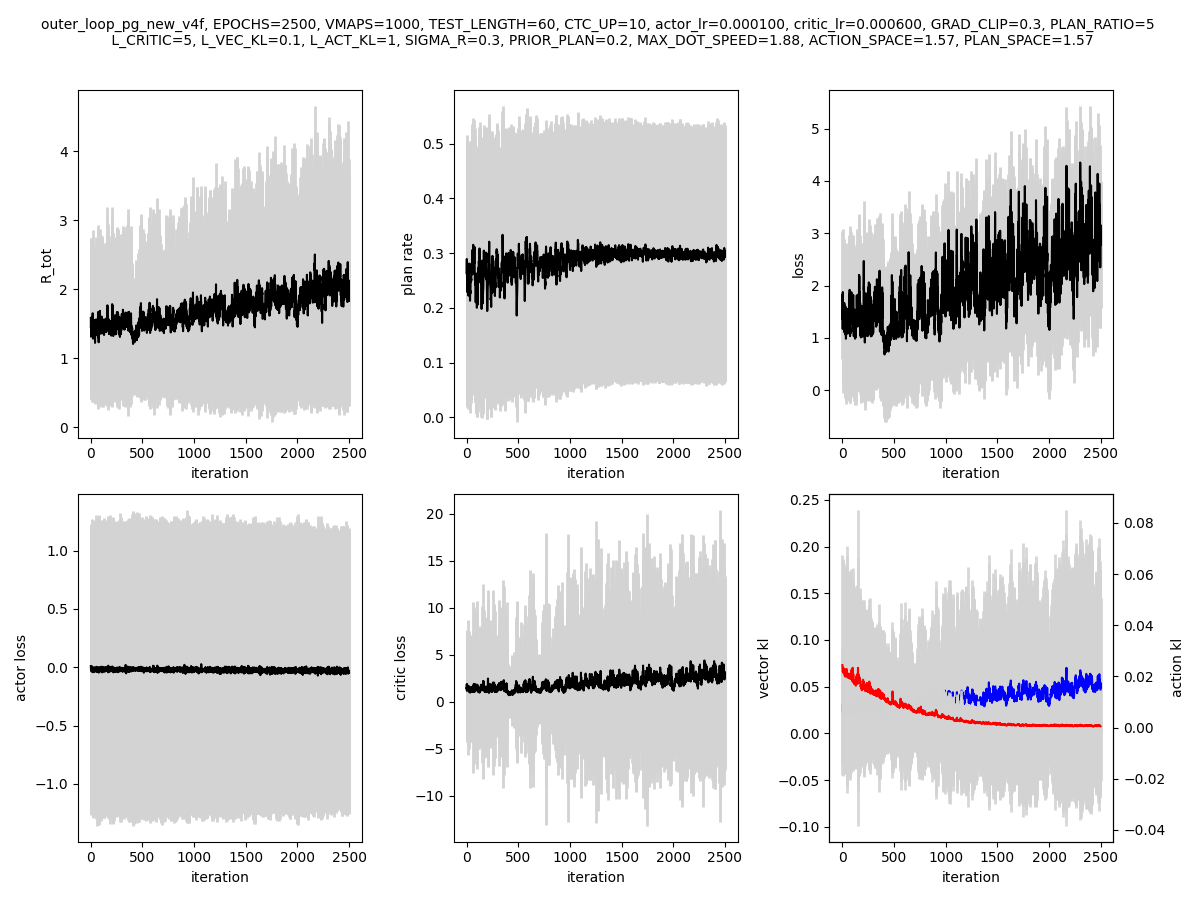 outer_loop_pg_new_v4f, EPOCHS=2500, VMAPS=1000, TEST_LENGTH=60, CTC_UP=10, actor_lr=0.000100, critic_lr=0.000600, GRAD_CLIP=0.3, PLAN_RATIO=5
L_CRITIC=5, L_VEC_KL=0.1, L_ACT_KL=1, SIGMA_R=0.3, PRIOR_PLAN=0.2, MAX_DOT_SPEED=1.88, ACTION_SPACE=1.57, PLAN_SPACE=1.57
R_tot
4
3
2
1
0
0 500 1000 1500 2000 2500
iteration
plan rate
0.5
0.4
0.3
0.2
0.1
0.0
0 500 1000 1500 2000 2500
iteration
loss
5
4
3
2
1
0
0 500 1000 1500 2000 2500
iteration
actor loss
1.0
0.5
0.0
−0.5
−1.0
0 500 1000 1500 2000 2500
iteration
critic loss
20
15
10
5
0
−5
−10
0 500 1000 1500 2000 2500
iteration
vector kl
0.25
0.20
0.15
0.10
0.05
0.00
−0.05
−0.10
0 500 1000 1500 2000 2500
iteration
0.08
0.06
0.04
0.02
0.00
−0.02
−0.04
action kl